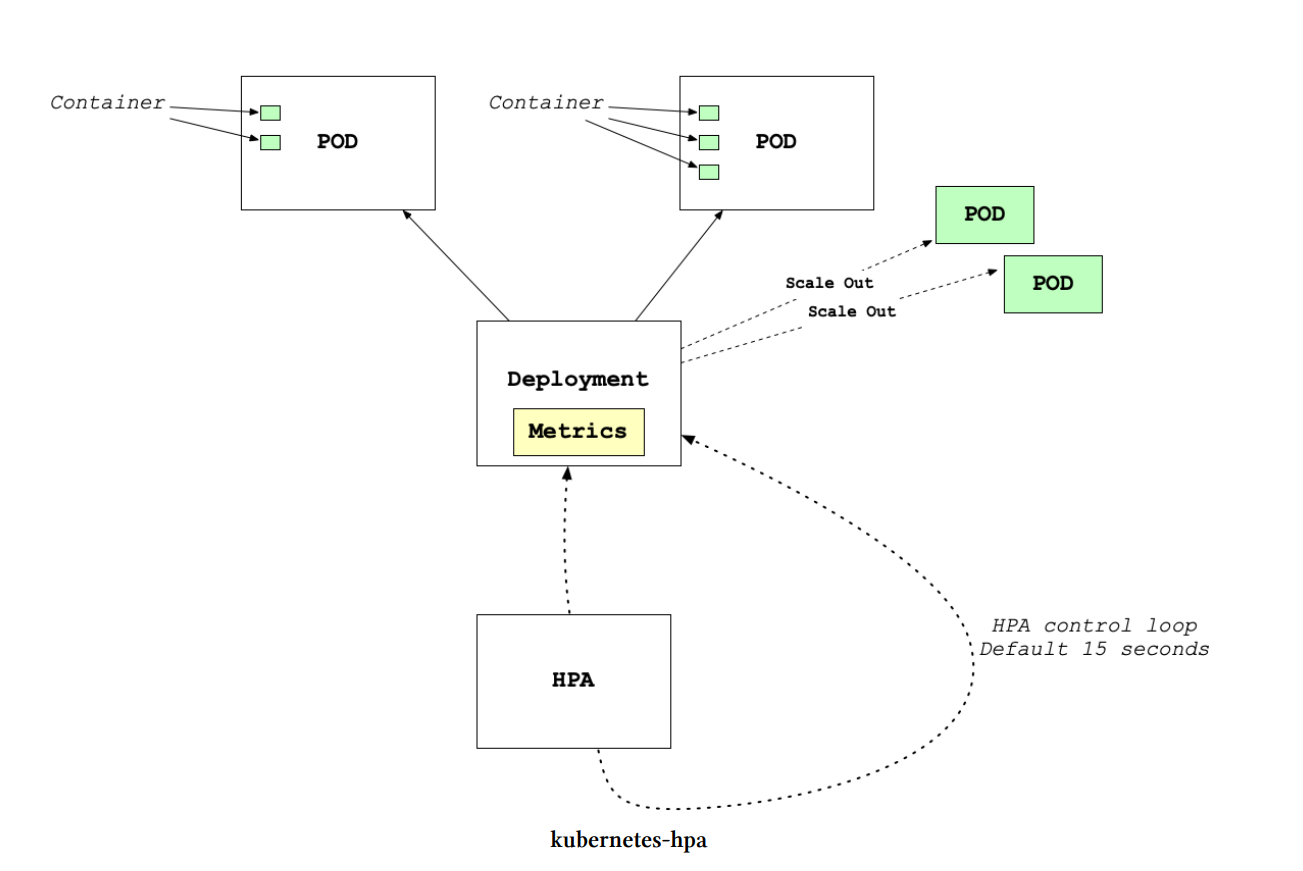 Container
POD
Container
POD
POD
POD
Scale Out
Scale Out
Deployment
Metrics
HPA control loop
Default 15 seconds
HPA
kubernetes-hpa